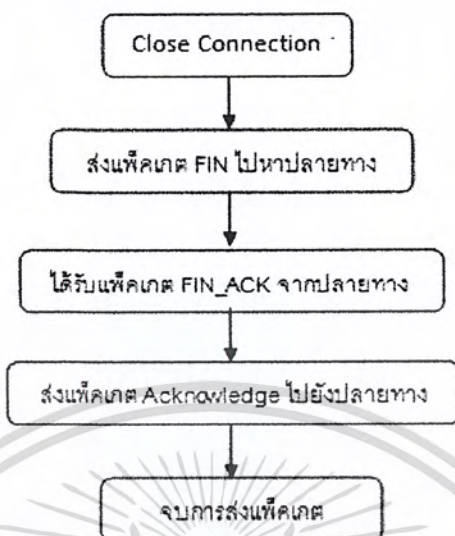 Close Connection
ส่งแพ็คเกต FIN ไปหาปลายทาง
ได้รับแพ็คเกต FIN_ACK จากปลายทาง
ส่งแพ็คเกต Acknowledge ไปยังปลายทาง
จบการส่งแพ็คเกต